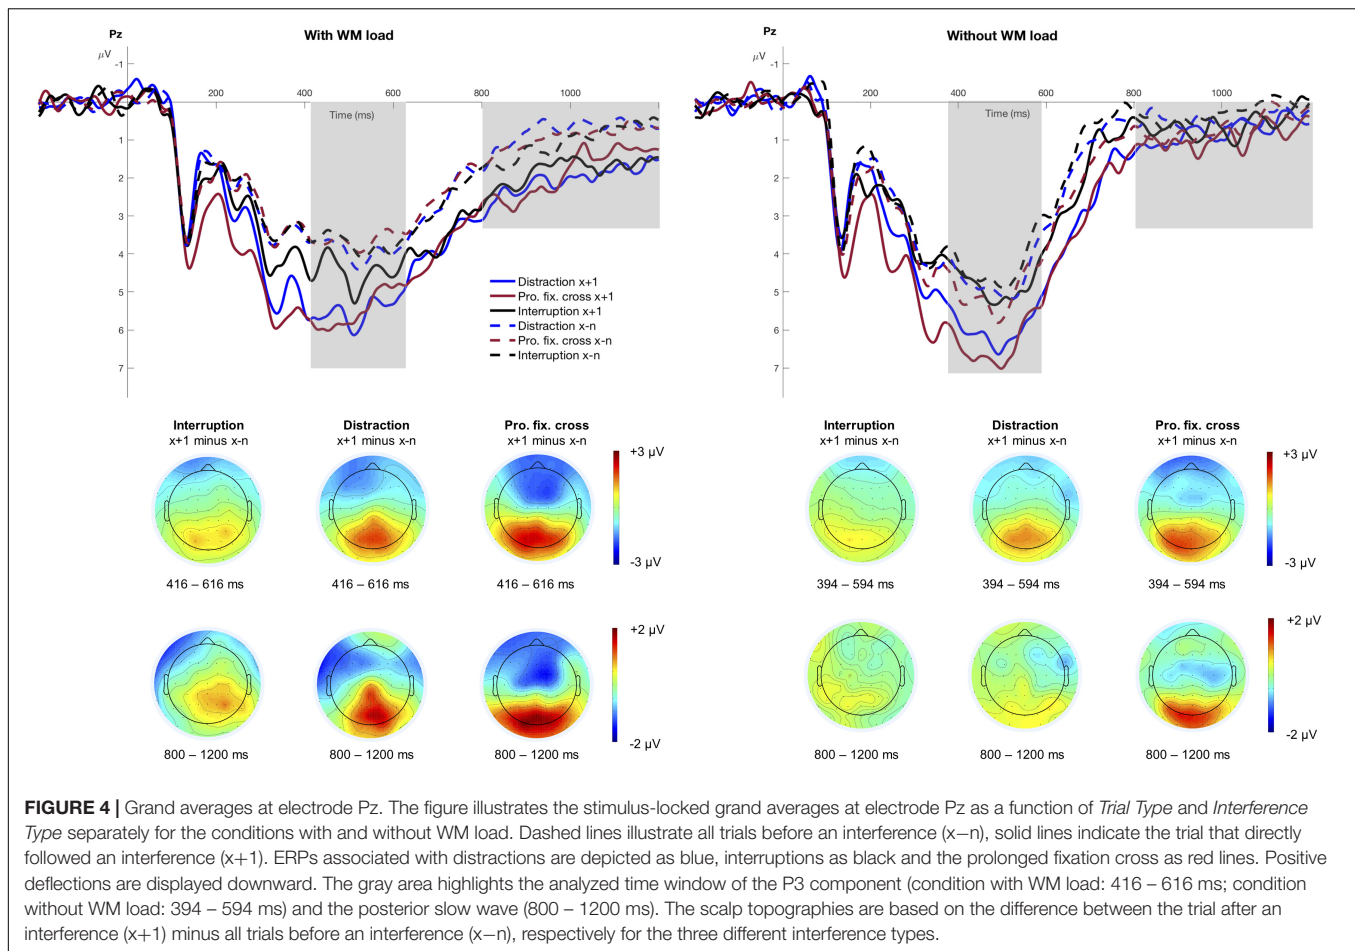 Pz
With WM load
µV
-1
200
400
600
800
1000
Time (ms)
1
2
3
4
5
6
7
Distraction x+1
Pro. fix. cross x+1
Interruption x+1
Distraction x-n
Pro. fix. cross x-n
Interruption x-n
Pz
Without WM load
µV
-1
200
400
600
800
1000
Time (ms)
1
2
3
4
5
6
7
Interruption
x+1 minus x-n
Distraction
x+1 minus x-n
Pro. fix. cross
x+1 minus x-n
+3 µV
-3 µV
416 – 616 ms
416 – 616 ms
416 – 616 ms
+2 µV
-2 µV
800 – 1200 ms
800 – 1200 ms
800 – 1200 ms
Interruption
x+1 minus x-n
Distraction
x+1 minus x-n
Pro. fix. cross
x+1 minus x-n
+3 µV
-3 µV
394 – 594 ms
394 – 594 ms
394 – 594 ms
+2 µV
-2 µV
800 – 1200 ms
800 – 1200 ms
800 – 1200 ms
FIGURE 4 | Grand averages at electrode Pz. The figure illustrates the stimulus-locked grand averages at electrode Pz as a function of Trial Type and Interference
Type separately for the conditions with and without WM load. Dashed lines illustrate all trials before an interference (x−n), solid lines indicate the trial that directly
followed an interference (x+1). ERPs associated with distractions are depicted as blue, interruptions as black and the prolonged fixation cross as red lines. Positive
deflections are displayed downward. The gray area highlights the analyzed time window of the P3 component (condition with WM load: 416 – 616 ms; condition
without WM load: 394 – 594 ms) and the posterior slow wave (800 – 1200 ms). The scalp topographies are based on the difference between the trial after an
interference (x+1) minus all trials before an interference (x−n), respectively for the three different interference types.